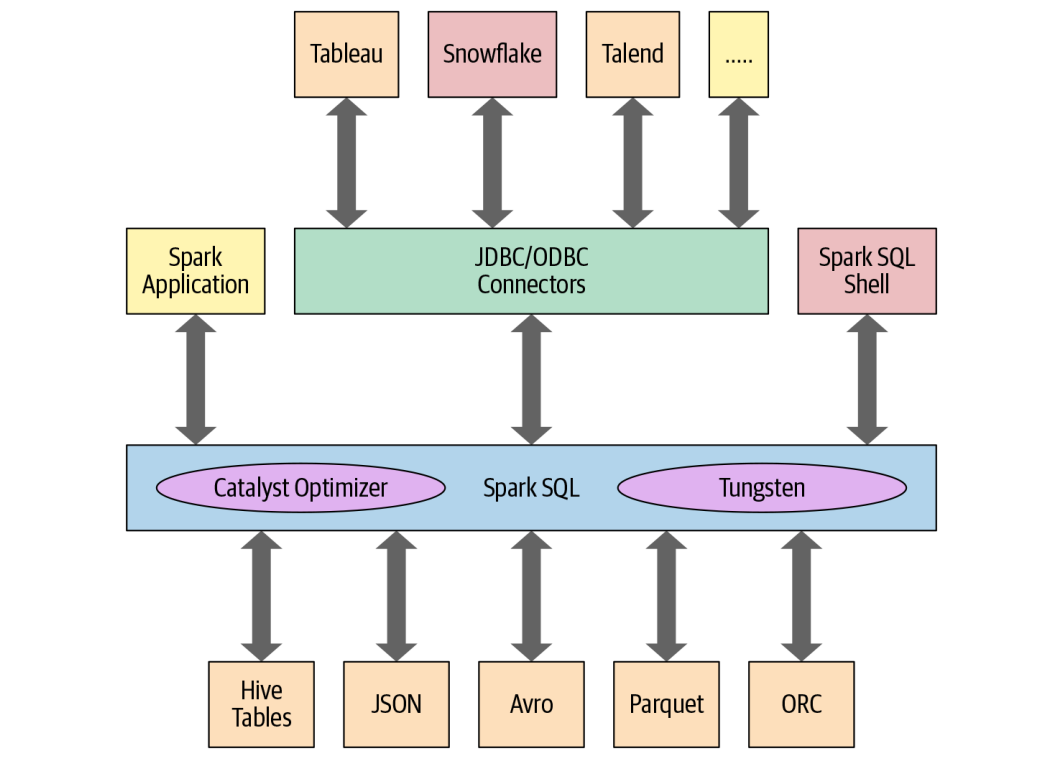 Tableau
Snowflake
Talend
.....
Spark
Application
JDBC/ODBC
Connectors
Spark SQL
Shell
Catalyst Optimizer
Spark SQL
Tungsten
Hive
Tables
JSON
Avro
Parquet
ORC